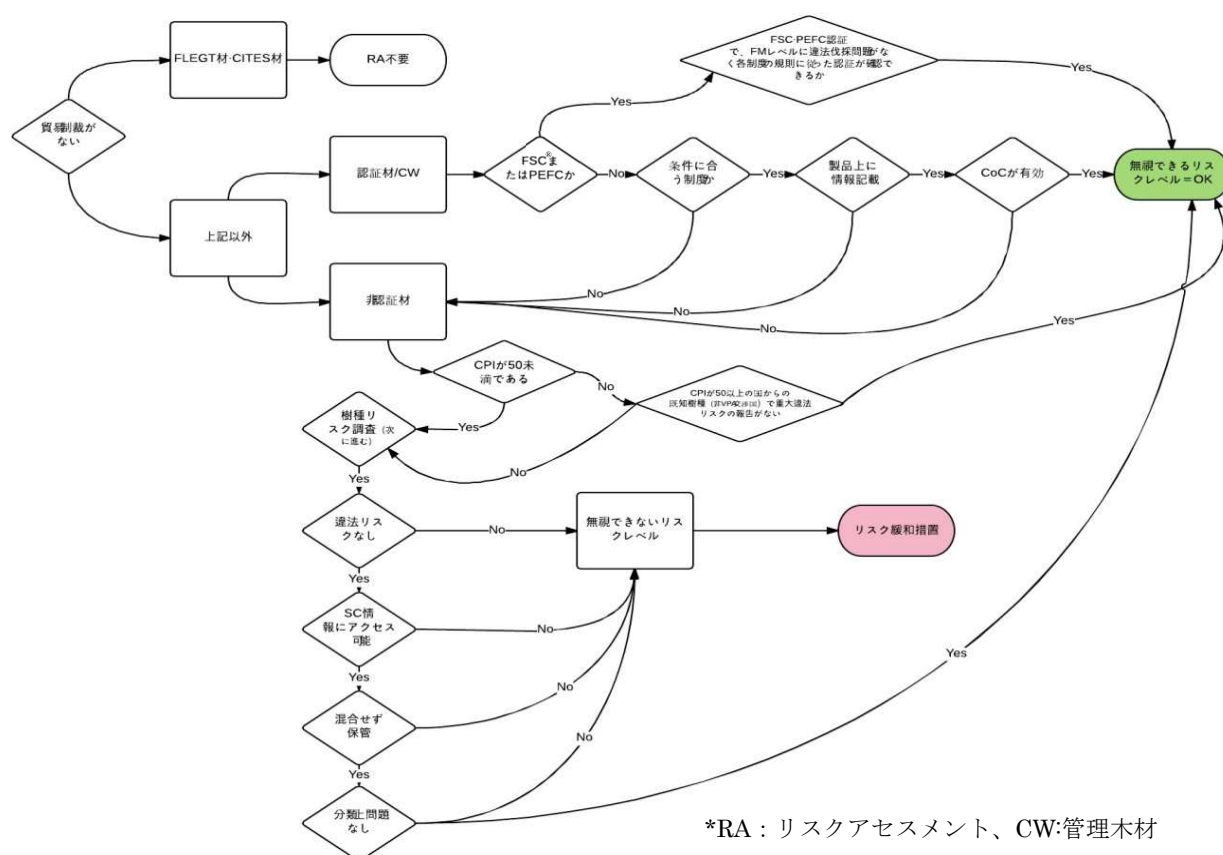 FLEGT材·CITES材
RA不要
FSC·PEFC認証
で、FMレベルに違法伐採問題がな
く各制度の規則に従った認証が確認で
きるか
Yes
Yes
貿易制裁が
ない
認証材/CW
FSC®ま
たはPEFCか
No
条件に合
う制度か
Yes
製品上に
情報記載
Yes
CoCが有効
Yes
無視できるリス
クレベル＝OK
上記以外
非認証材
No
No
No
Yes
CPIが50未
満である
No
CPIが50以上の国からの
既知樹種（非VPA交渉国）で重大違法
リスクの報告がない
Yes
樹種リ
スク調査（次
に進む）
No
Yes
違法リス
クなし
No
無視できないリス
クレベル
リスク緩和措置
Yes
SC情
報にアクセス
可能
No
Yes
Yes
No
混合せず
保管
No
Yes
分類上問題
なし
*RA：リスクアセスメント、CW:管理木材